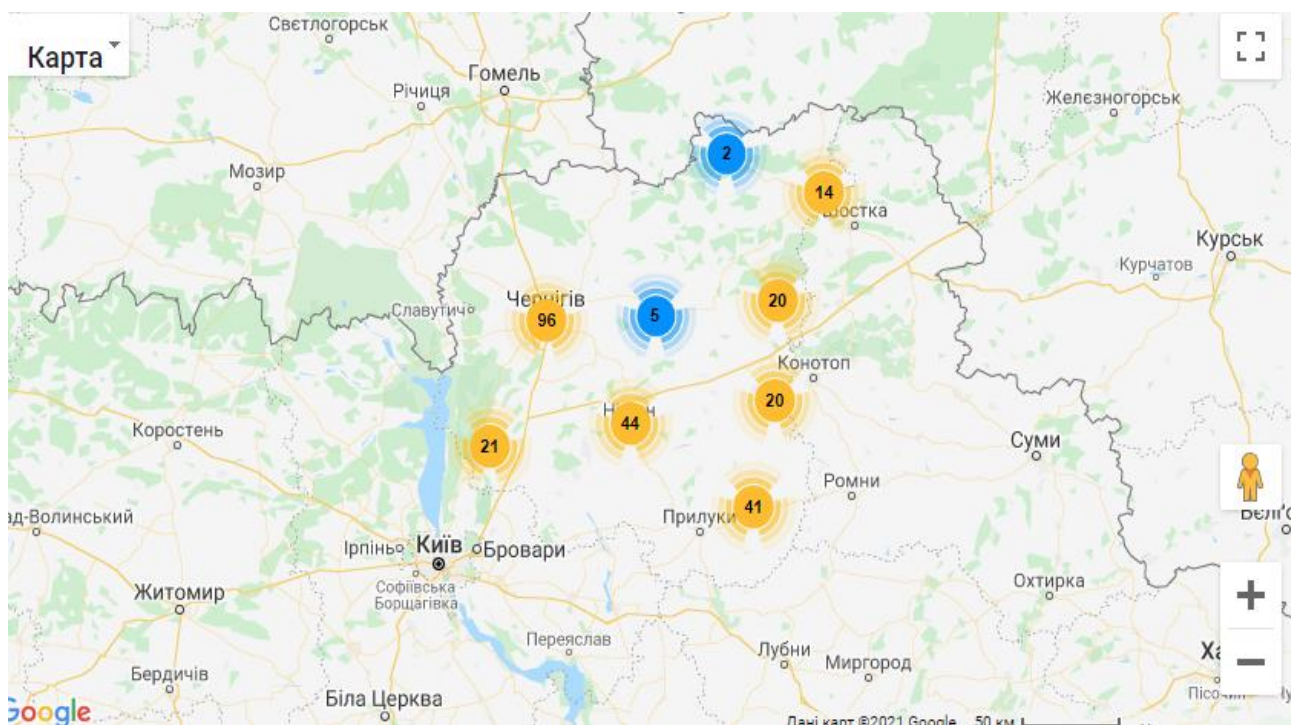 Карта
Свєтлогорськ
Гомель
Річиця
Желєзногорськ
Мозир
2
14
Шостка
Курськ
Курчатов
Славутич
Чернігів
96
5
20
Конотоп
20
44
21
Коростень
Суми
Ромни
41
Прилуки
ад-Волинський
Ірпінь
Київ
Бровари
Софіївська
Борщагівка
Житомир
Охтирка
Переяслав
Лубни
Миргород
Бердичів
Біла Церква
Google
Дані карт ©2021 Google
50 км